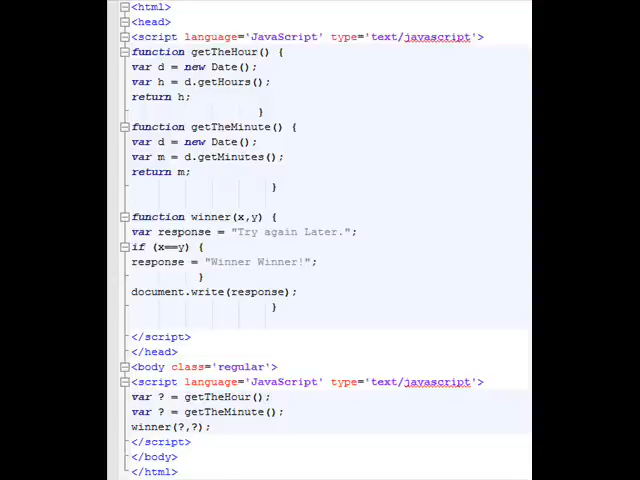 <html>
<head>
<script language='JavaScript' type='text/javascript'>
function getTheHour() {
var d = new Date();
var h = d.getHours();
return h;
}
function getTheMinute() {
var d = new Date();
var m = d.getMinutes();
return m;
}
function winner(x,y) {
var response = "Try again Later.";
if (x==y) {
response = "Winner Winner!";
}
document.write(response);
}
</script>
</head>
<body class='regular'>
<script language='JavaScript' type='text/javascript'>
var ? = getTheHour();
var ? = getTheMinute();
winner(?,?);
</script>
</body>
</html>